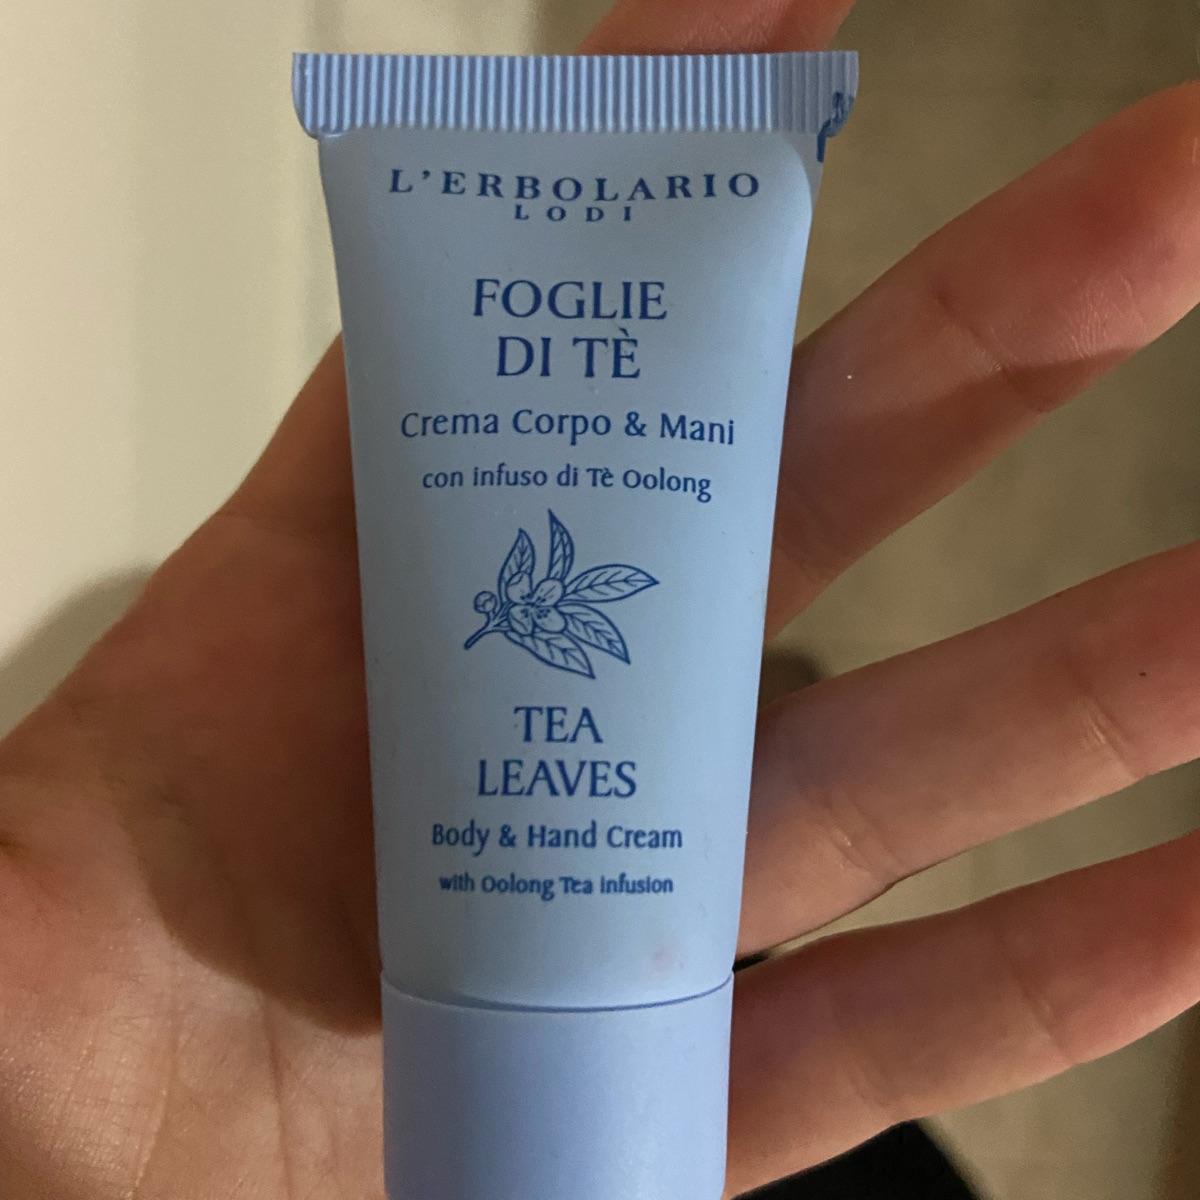 L'ERBOLARIO
LODI
FOGLIE
DI TÈ
Crema Corpo & Mani
con infuso di Tè Oolong
TEA
LEAVES
Body & Hand Cream
with Oolong Tea infusion